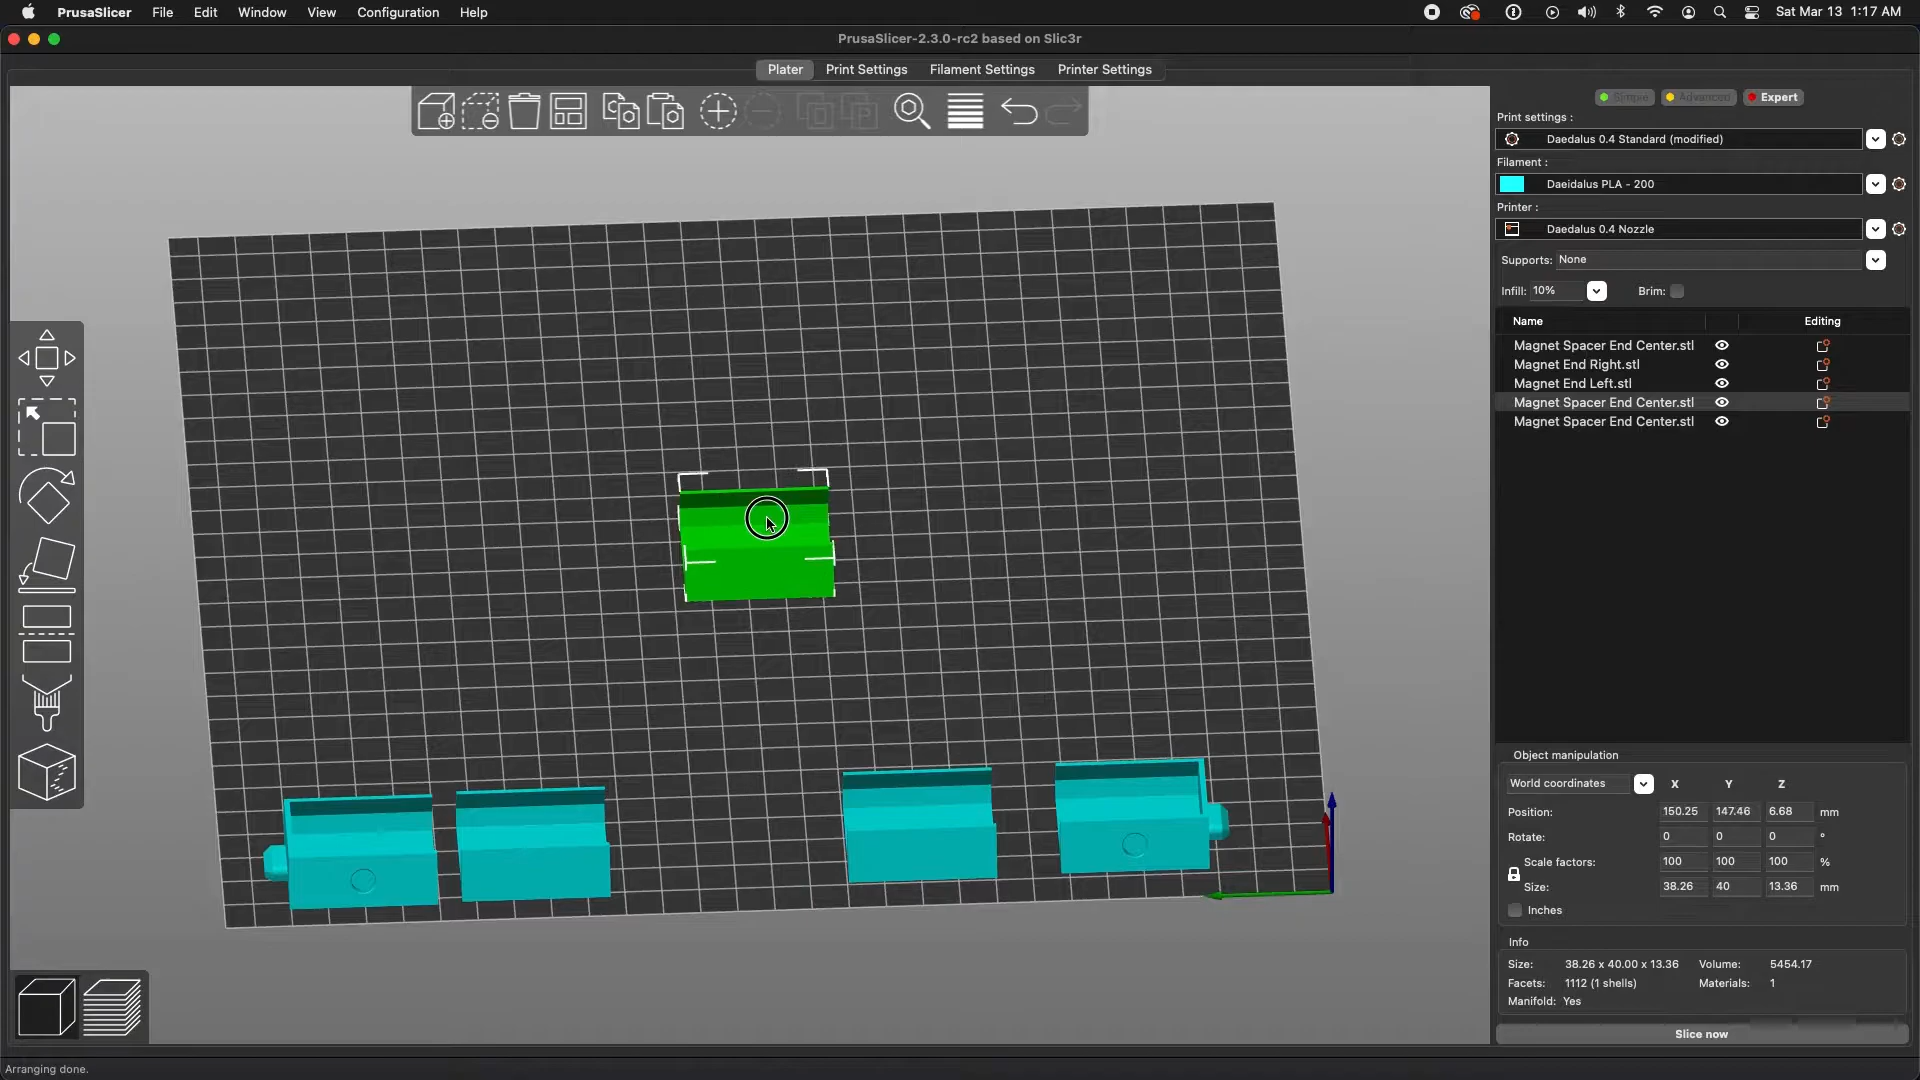 PrusaSlicer File Edit Window View Configuration Help
Sat Mar 13 1:17 AM
PrusaSlicer-2.3.0-rc2 based on Slic3r
Plater Print Settings Filament Settings Printer Settings
Simple Advanced Expert
Print settings :
Daedalus 0.4 Standard (modified)
Filament :
Daeidalus PLA - 200
Printer :
Daedalus 0.4 Nozzle
Supports: None
Infill: 10% Brim:
Name Editing
Magnet Spacer End Center.stl
Magnet End Right.stl
Magnet End Left.stl
Magnet Spacer End Center.stl
Magnet Spacer End Center.stl
Object manipulation
World coordinates X Y Z
Position: 150.25 147.46 6.68 mm
Rotate: 0 0 0 °
Scale factors: 100 100 100 %
Size: 38.26 40 13.36 mm
Inches
Info
Size: 38.26 x 40.00 x 13.36 Volume: 5454.17
Facets: 1112 (1 shells) Materials: 1
Manifold: Yes
Slice now
Arranging done.